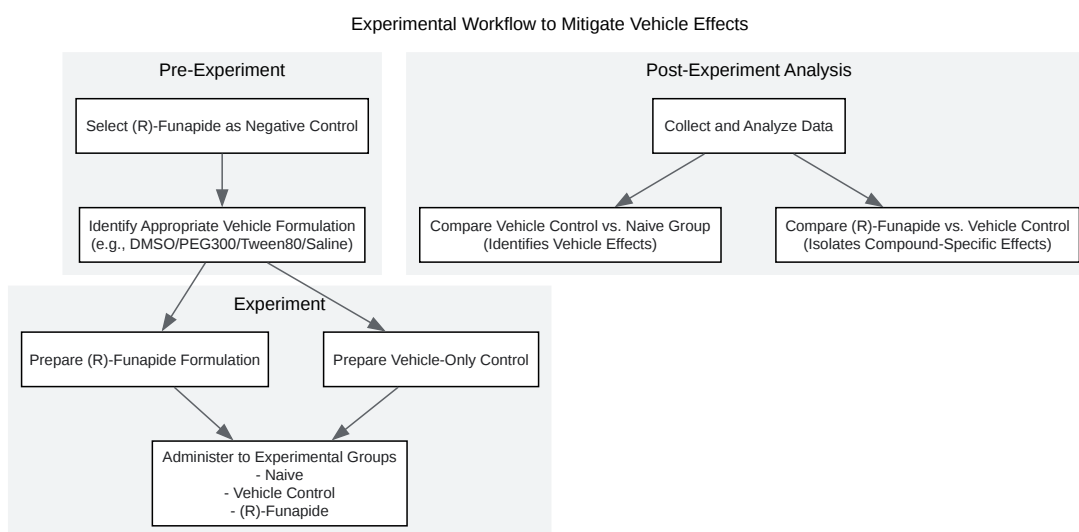 Experimental Workflow to Mitigate Vehicle Effects
Pre-Experiment
Select (R)-Funapide as Negative Control
Identify Appropriate Vehicle Formulation
(e.g., DMSO/PEG300/Tween80/Saline)
Experiment
Prepare (R)-Funapide Formulation
Prepare Vehicle-Only Control
Administer to Experimental Groups
- Naive
- Vehicle Control
- (R)-Funapide
Post-Experiment Analysis
Collect and Analyze Data
Compare Vehicle Control vs. Naive Group
(Identifies Vehicle Effects)
Compare (R)-Funapide vs. Vehicle Control
(Isolates Compound-Specific Effects)